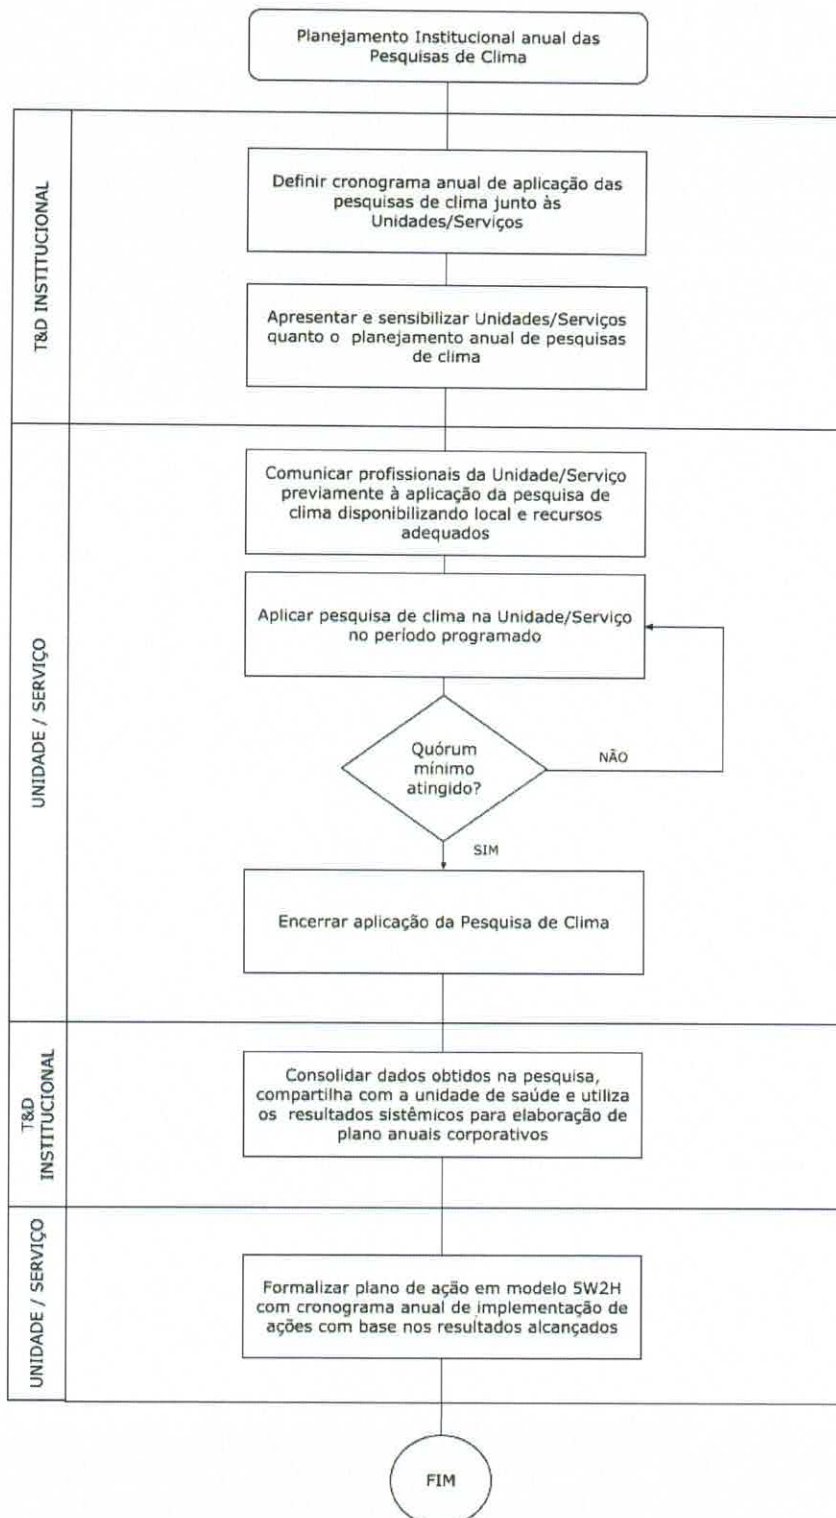 Planejamento Institucional anual das
Pesquisas de Clima
T&D INSTITUCIONAL
Definir cronograma anual de aplicação das
pesquisas de clima junto às
Unidades/Serviços
Apresentar e sensibilizar Unidades/Serviços
quanto o planejamento anual de pesquisas
de clima
UNIDADE / SERVIÇO
Comunicar profissionais da Unidade/Serviço
previamente à aplicação da pesquisa de
clima disponibilizando local e recursos
adequados
Aplicar pesquisa de clima na Unidade/Serviço
no período programado
Quórum
mínimo
atingido?
NÃO
SIM
Encerrar aplicação da Pesquisa de Clima
T&D
INSTITUCIONAL
Consolidar dados obtidos na pesquisa,
compartilha com a unidade de saúde e utiliza
os resultados sistêmicos para elaboração de
plano anuais corporativos
UNIDADE / SERVIÇO
Formalizar plano de ação em modelo 5W2H
com cronograma anual de implementação de
ações com base nos resultados alcançados
FIM